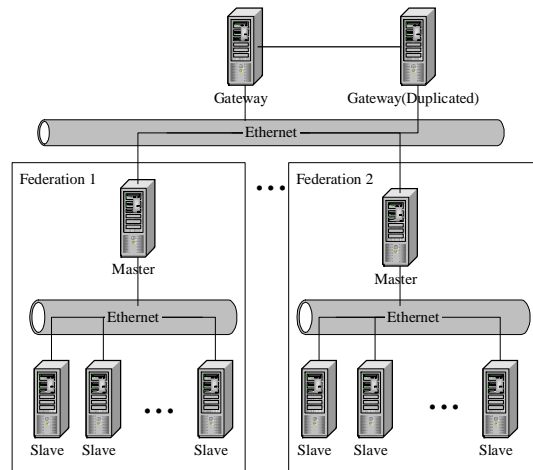 Gateway
Gateway(Duplicated)
Ethernet
Federation 1
Federation 2
Master
Master
Ethernet
Ethernet
Slave
Slave
Slave
Slave
Slave
Slave